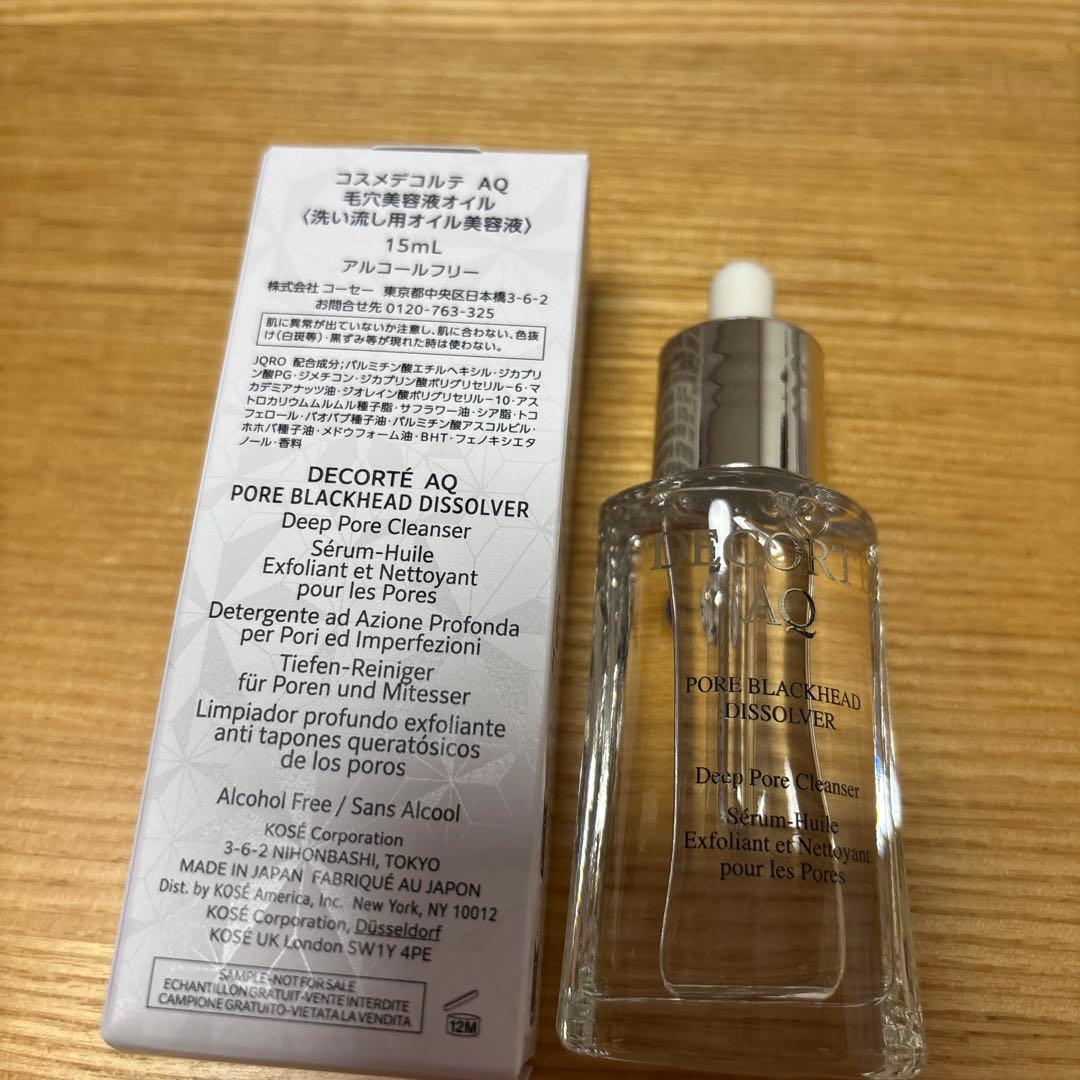 コスメデコルテ AQ
毛穴美容液オイル
〈洗い流し用オイル美容液〉
15mL
アルコールフリー
株式会社 コーセー 東京都中央区日本橋3-6-2
お問合せ先 0120-763-325
肌に異常が出ていないか注意し、肌に合わない、色抜
け(白斑等)・黒ずみ等が現れた時は使わない。
JQRO 配合成分;パルミチン酸エチルヘキシル・ジカプリ
ン酸PG・ジメチコン・ジカプリン酸ポリグリセリル-6・マ
カデミアナッツ油・ジオレイン酸ポリグリセリル-10・アス
トロカリウムムルムル種子脂・サフラワー油・シア脂・トコ
フェロール・バオバブ種子油・パルミチン酸アスコルビル・
ホホバ種子油・メドウフォーム油・BHT・フェノキシエタ
ノール・香料
DECORTÉ AQ
PORE BLACKHEAD DISSOLVER
Deep Pore Cleanser
Sérum-Huile
Exfoliant et Nettoyant
pour les Pores
Detergente ad Azione Profonda
per Pori ed Imperfezioni
Tiefen-Reiniger
für Poren und Mitesser
Limpiador profundo exfoliante
anti tapones queratósicos
de los poros
Alcohol Free / Sans Alcool
KOSÉ Corporation
3-6-2 NIHONBASHI, TOKYO
MADE IN JAPAN FABRIQUÉ AU JAPON
Dist. by KOSÉ America, Inc. New York, NY 10012
KOSÉ Corporation, Düsseldorf
KOSÉ UK London SW1Y 4PE
SAMPLE-NOT FOR SALE
ECHANTILLON GRATUIT-VENTE INTERDITE
CAMPIONE GRATUITO-VIETATA LA VENDITA
12M
DECORTÉ
AQ
PORE BLACKHEAD
DISSOLVER
Deep Pore Cleanser
Sérum-Huile
Exfoliant et Nettoyant
pour les Pores